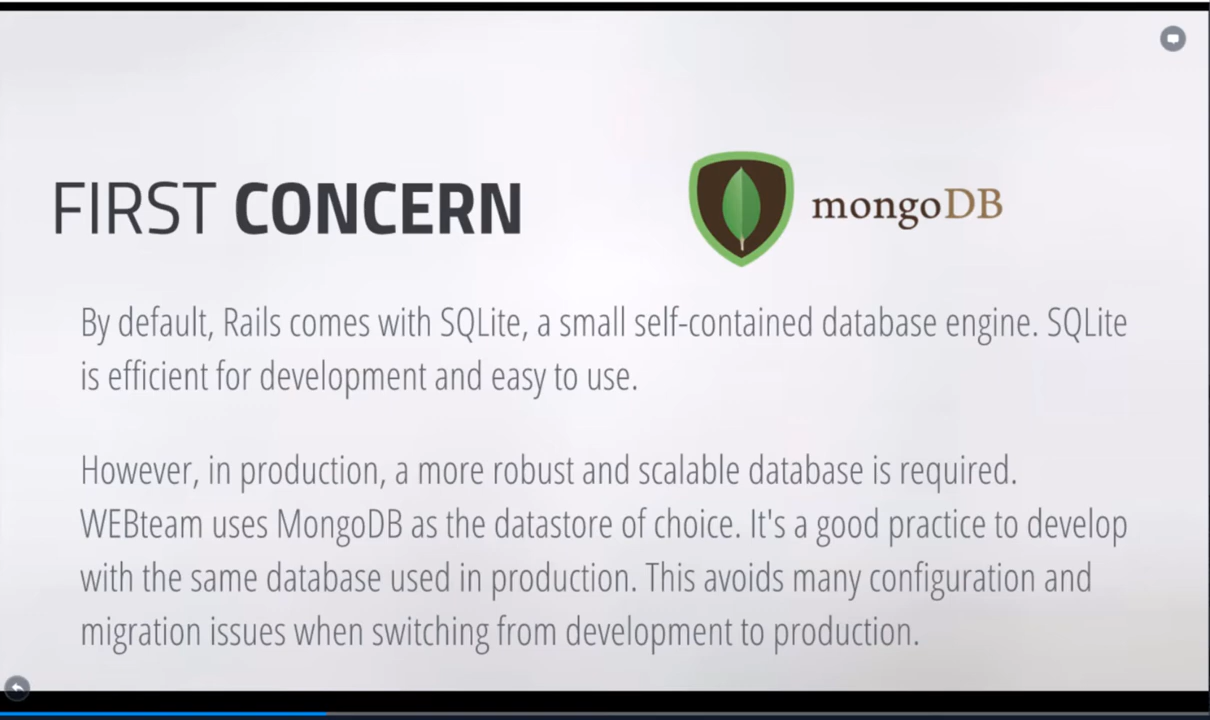 FIRST CONCERN
mongoDB
By default, Rails comes with SQLite, a small self-contained database engine. SQLite
is efficient for development and easy to use.
However, in production, a more robust and scalable database is required.
WEBteam uses MongoDB as the datastore of choice. It's a good practice to develop
with the same database used in production. This avoids many configuration and
migration issues when switching from development to production.